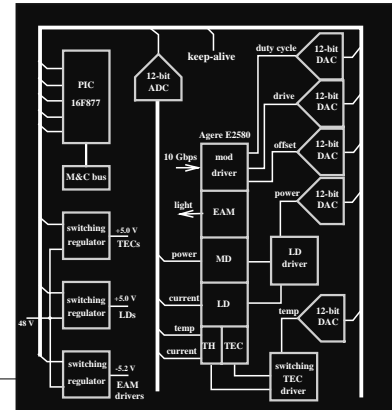 duty cycle
12-bit
DAC
keep-alive
PIC
16F877
12-bit
ADC
drive
12-bit
DAC
Agere E2580
offset
12-bit
DAC
10 Gbps
mod
driver
M&C bus
power
12-bit
DAC
light
EAM
switching
regulator
+5.0 V
TECs
power
MD
LD
driver
switching
regulator
+5.0 V
LDs
48 V
current
LD
temp
12-bit
DAC
temp
TH
TEC
current
switching
regulator
-5.2 V
EAM
drivers
switching
TEC
driver